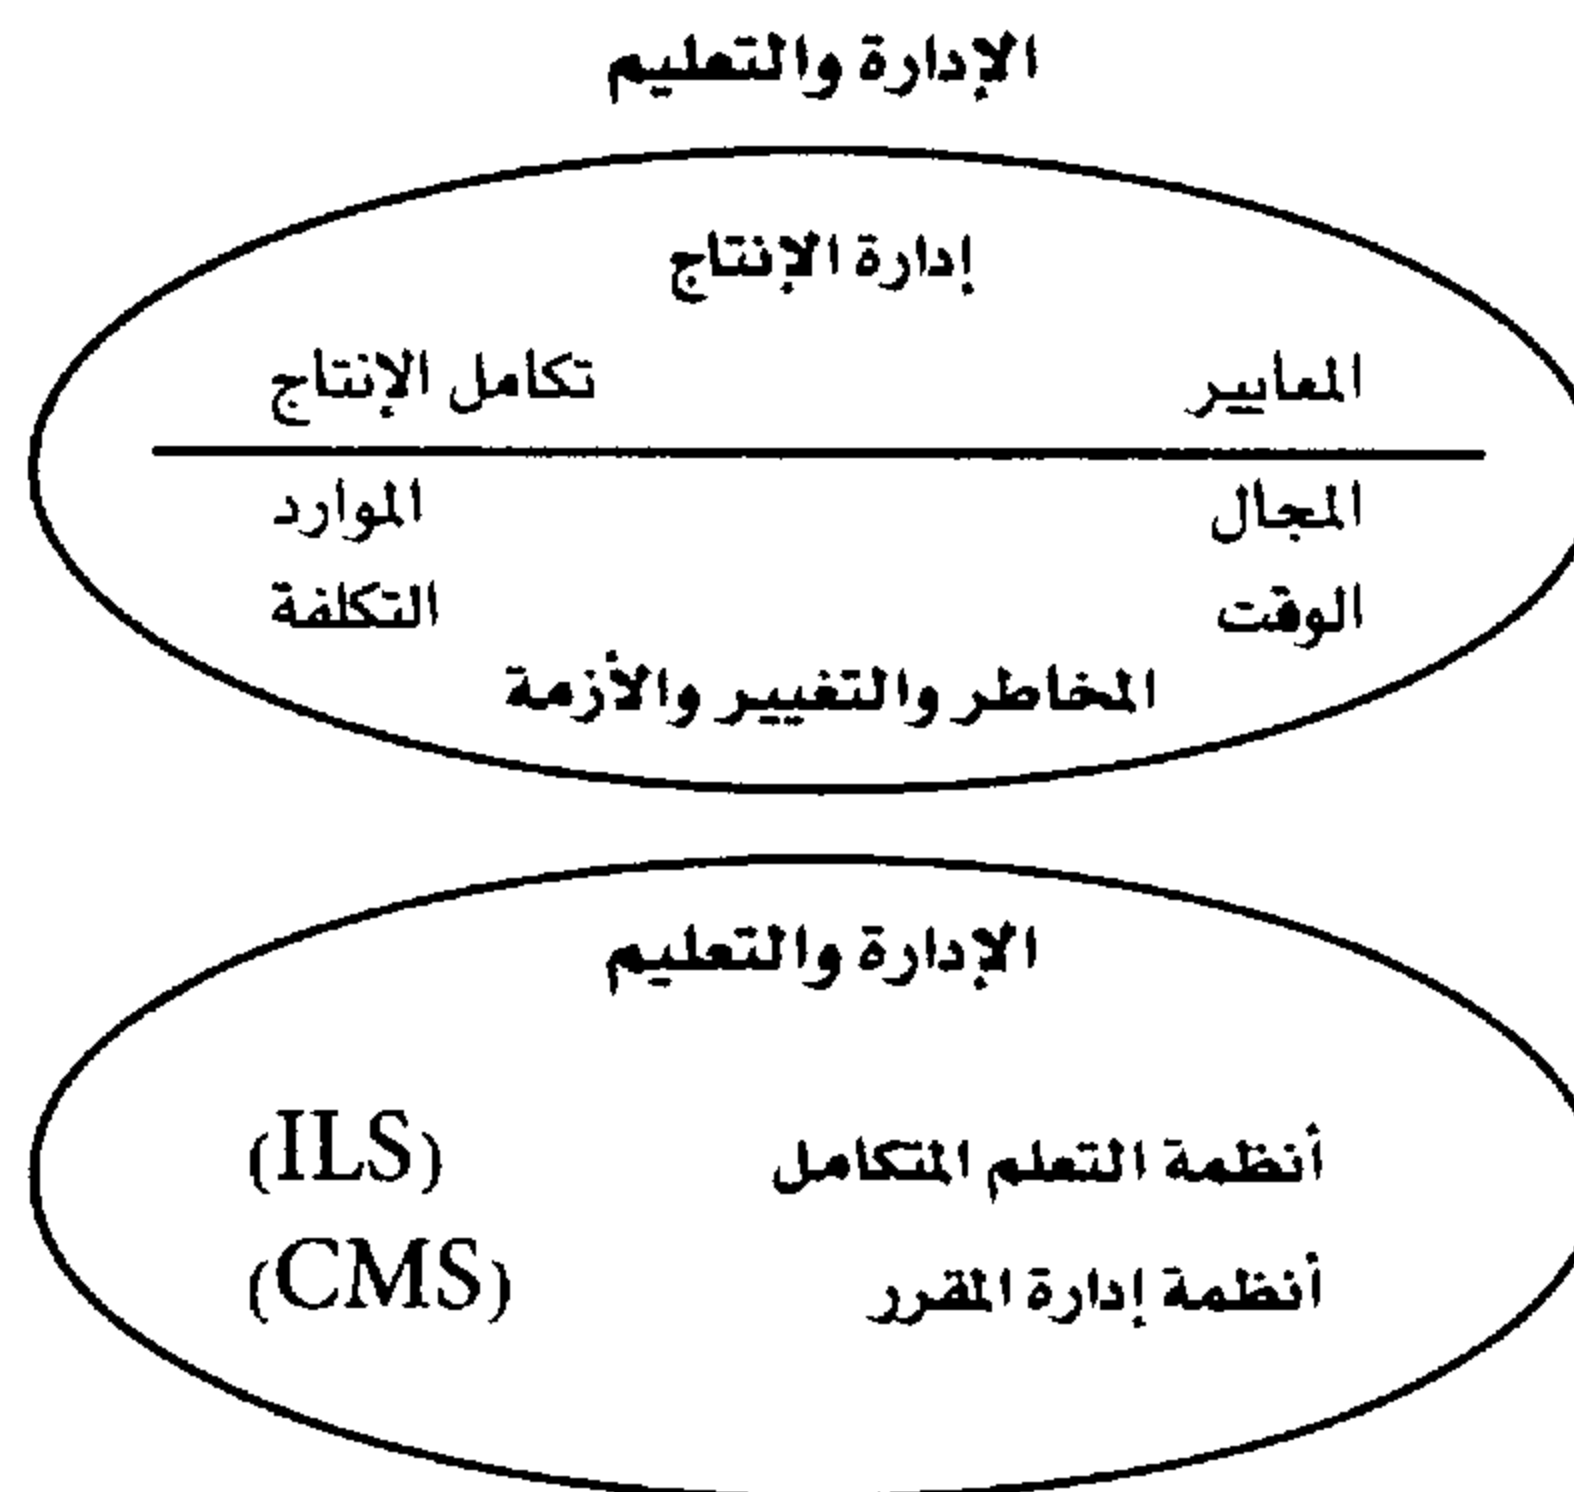 الإدارة والتعليم
إدارة الإنتاج
المعايير تكامل الإنتاج
المجال الموارد
الوقت التكلفة
المخاطر والتغيير والأزمة
الإدارة والتعليم
أنظمة التعلم المتكامل (ILS)
أنظمة إدارة المقرر (CMS)